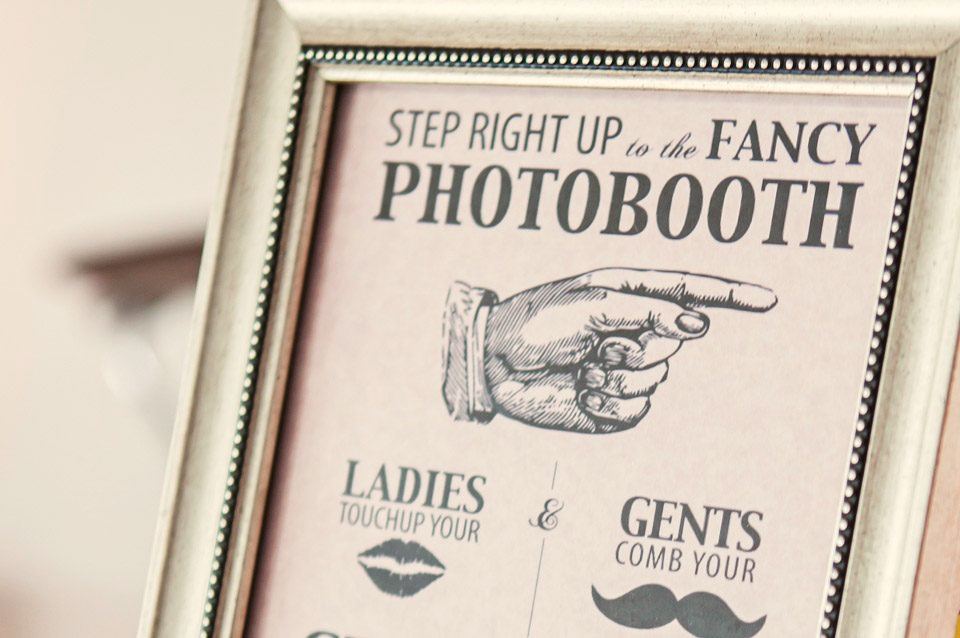 STEP RIGHT UP to the FANCY
PHOTOBOOTH
LADIES
TOUCHUP YOUR
&
GENTS
COMB YOUR